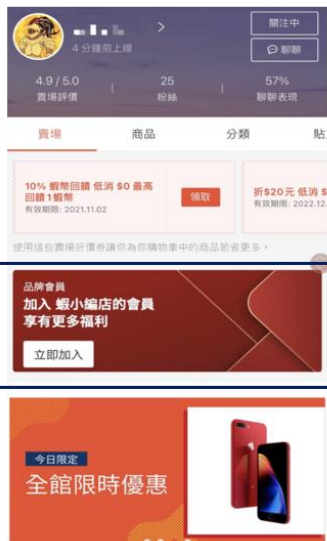 關注中
4 分鐘前上線
聊聊
4.9 / 5.0
25
57%
賣場評價
粉絲
聊聊表現
賣場
商品
分類
貼
10% 蝦幣回饋 低消 $0 最高
回饋 1 蝦幣
有效期限: 2021.11.02
領取
折$20元 低消 $
有效期限: 2022.12.
使用這些賣場折價券讓你為你購物車中的商品節省更多。
品牌會員
加入 蝦小編店的會員
享有更多福利
立即加入
今日限定
全館限時優惠